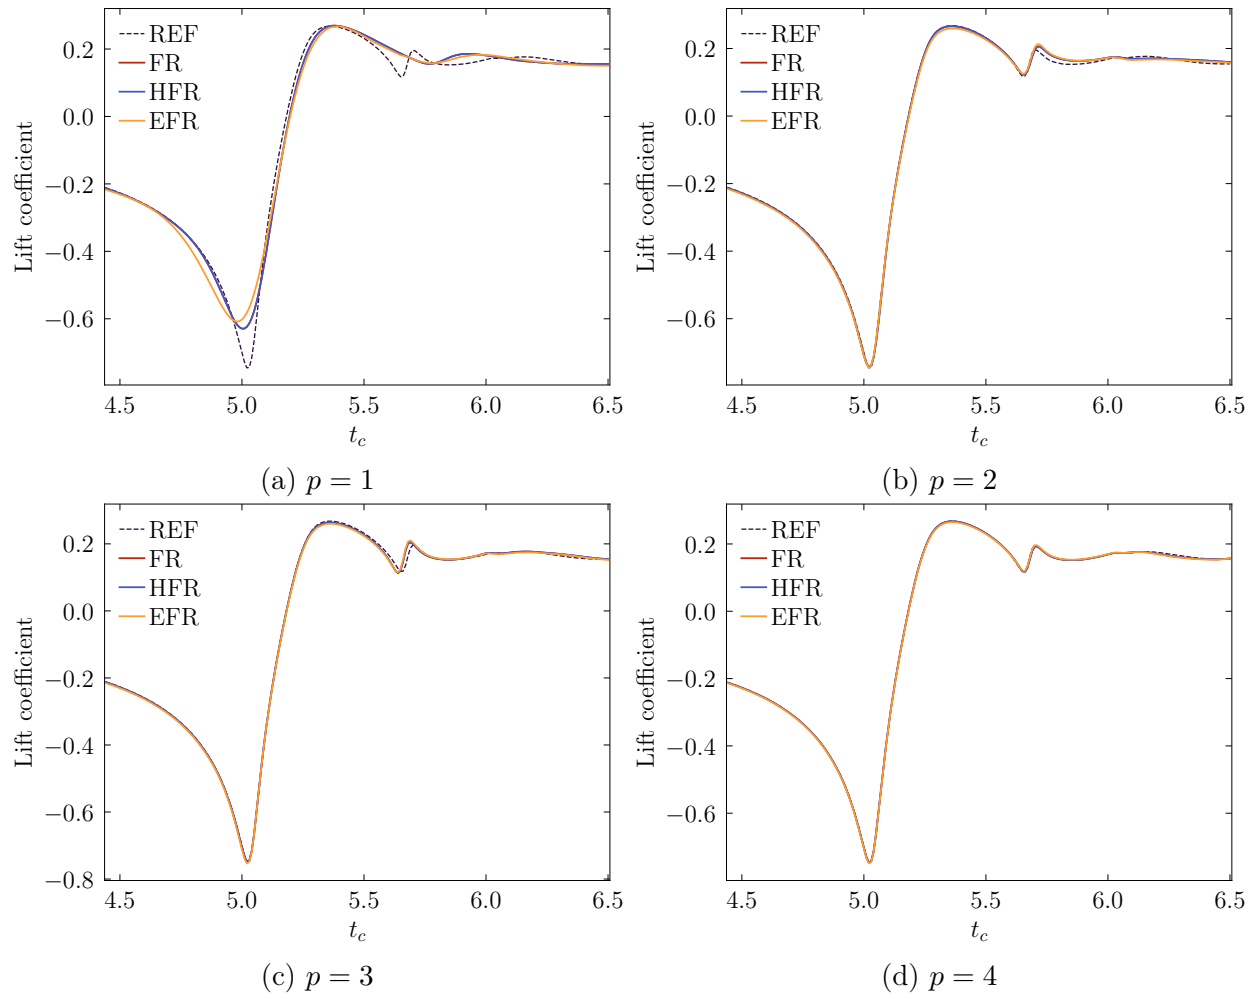 REF
FR
HFR
EFR
0.2
0.0
−0.2
−0.4
−0.6
Lift coefficient
4.5 5.0 5.5 6.0 6.5
t_c
(a) p = 1
REF
FR
HFR
EFR
0.2
0.0
−0.2
−0.4
−0.6
Lift coefficient
4.5 5.0 5.5 6.0 6.5
t_c
(b) p = 2
REF
FR
HFR
EFR
0.2
0.0
−0.2
−0.4
−0.6
−0.8
Lift coefficient
4.5 5.0 5.5 6.0 6.5
t_c
(c) p = 3
REF
FR
HFR
EFR
0.2
0.0
−0.2
−0.4
−0.6
Lift coefficient
4.5 5.0 5.5 6.0 6.5
t_c
(d) p = 4